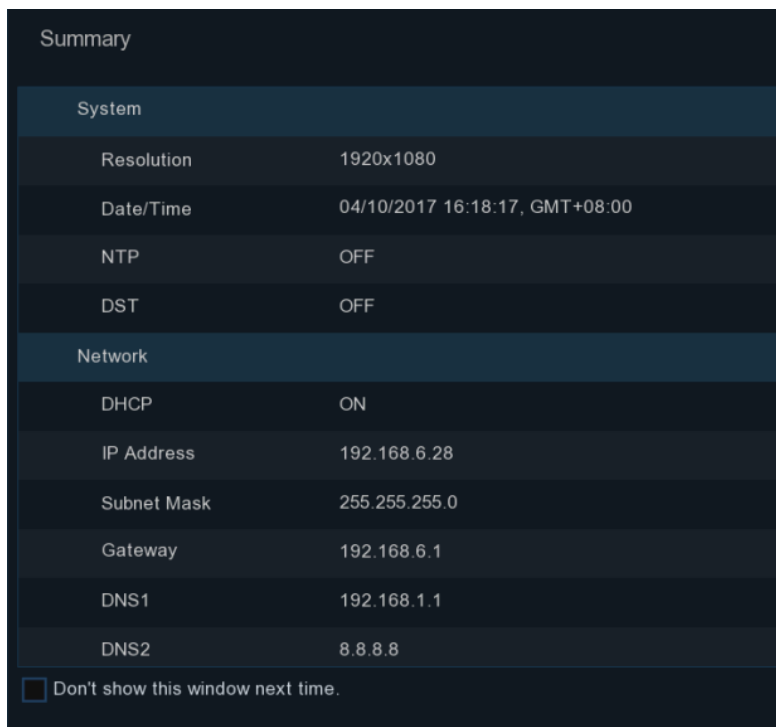 Summary
System
Resolution 1920x1080
Date/Time 04/10/2017 16:18:17, GMT+08:00
NTP OFF
DST OFF
Network
DHCP ON
IP Address 192.168.6.28
Subnet Mask 255.255.255.0
Gateway 192.168.6.1
DNS1 192.168.1.1
DNS2 8.8.8.8
Don't show this window next time.